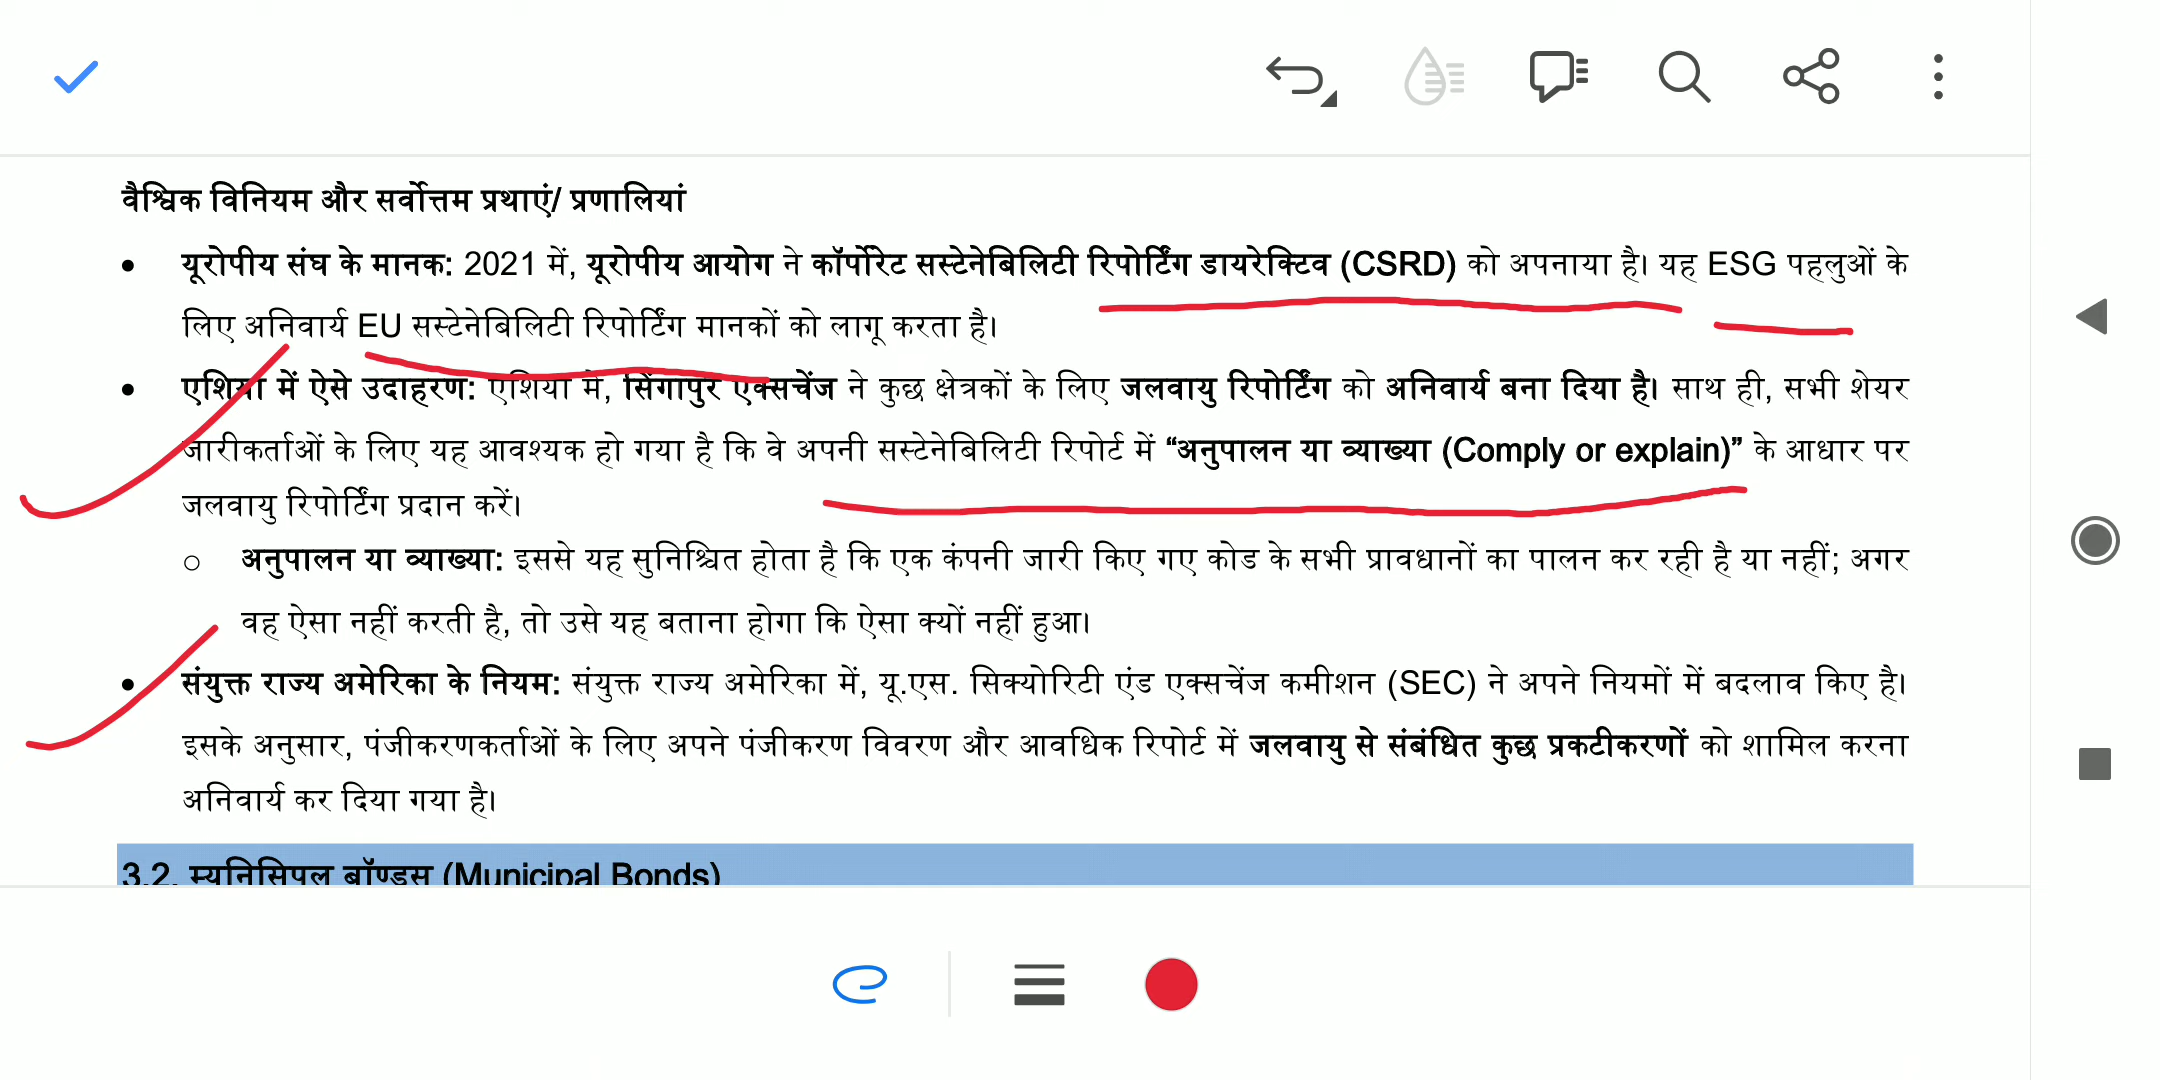 वैश्विक विनियम और सर्वोत्तम प्रथाएं/ प्रणालियां
• यूरोपीय संघ के मानक: 2021 में, यूरोपीय आयोग ने कॉर्पोरेट सस्टेनेबिलिटी रिपोर्टिंग डायरेक्टिव (CSRD) को अपनाया है। यह ESG पहलुओं के
लिए अनिवार्य EU सस्टेनेबिलिटी रिपोर्टिंग मानकों को लागू करता है।
• एशिया में ऐसे उदाहरण: एशिया में, सिंगापुर एक्सचेंज ने कुछ क्षेत्रकों के लिए जलवायु रिपोर्टिंग को अनिवार्य बना दिया है। साथ ही, सभी शेयर
जारीकर्ताओं के लिए यह आवश्यक हो गया है कि वे अपनी सस्टेनेबिलिटी रिपोर्ट में “अनुपालन या व्याख्या (Comply or explain)” के आधार पर
जलवायु रिपोर्टिंग प्रदान करें।
○ अनुपालन या व्याख्या: इससे यह सुनिश्चित होता है कि एक कंपनी जारी किए गए कोड के सभी प्रावधानों का पालन कर रही है या नहीं; अगर
वह ऐसा नहीं करती है, तो उसे यह बताना होगा कि ऐसा क्यों नहीं हुआ।
• संयुक्त राज्य अमेरिका के नियम: संयुक्त राज्य अमेरिका में, यू.एस. सिक्योरिटी एंड एक्सचेंज कमीशन (SEC) ने अपने नियमों में बदलाव किए है।
इसके अनुसार, पंजीकरणकर्ताओं के लिए अपने पंजीकरण विवरण और आवधिक रिपोर्ट में जलवायु से संबंधित कुछ प्रकटीकरणों को शामिल करना
अनिवार्य कर दिया गया है।
3.2. म्युनिसिपल बॉण्ड्स (Municipal Bonds)